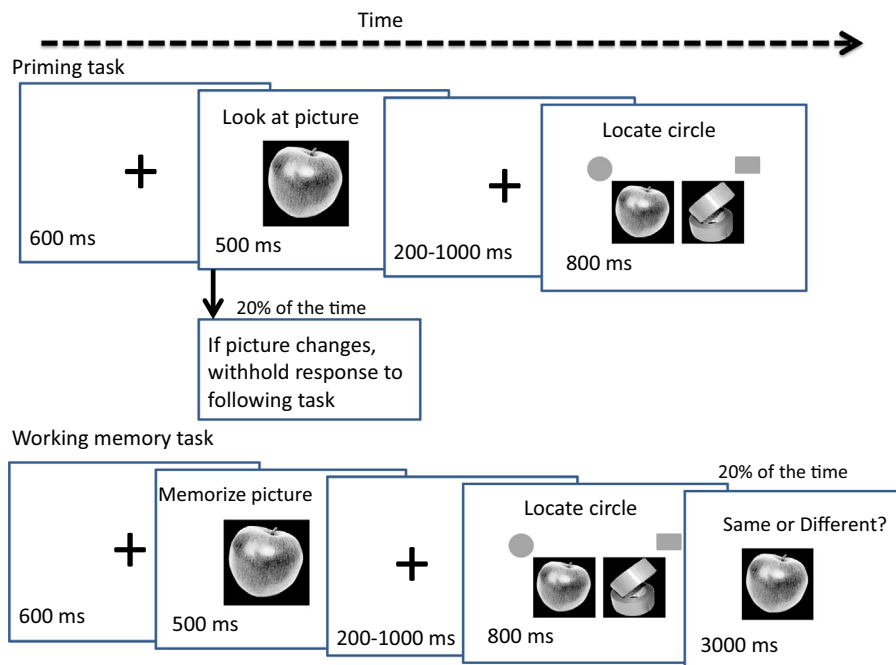 Time
Priming task
600 ms
Look at picture
500 ms
200-1000 ms
Locate circle
800 ms
20% of the time
If picture changes,
withhold response to
following task
Working memory task
600 ms
Memorize picture
500 ms
200-1000 ms
Locate circle
800 ms
20% of the time
Same or Different?
3000 ms